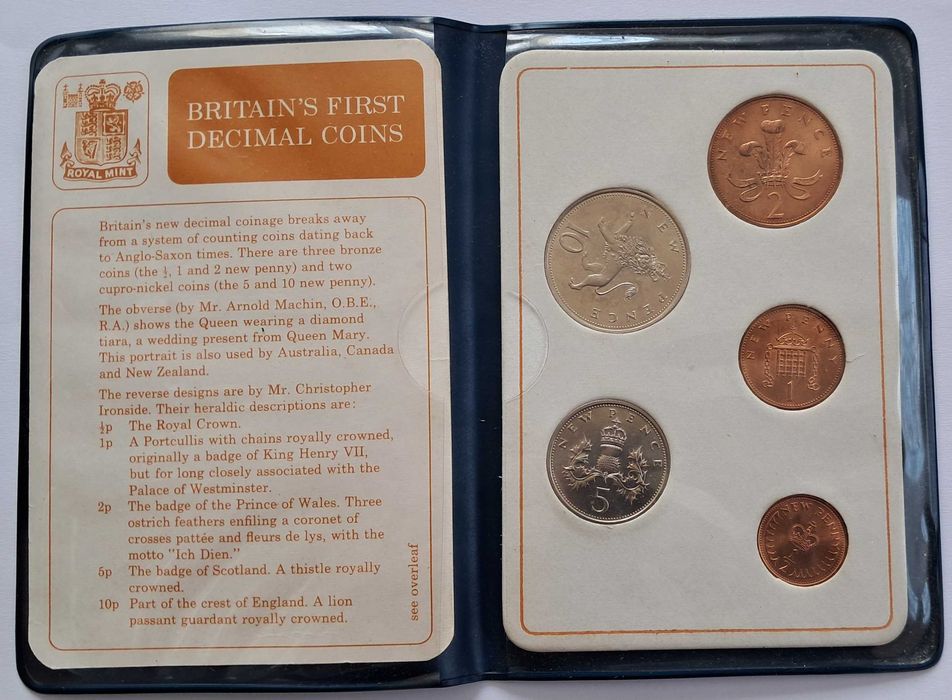 ROYAL MINT
BRITAIN'S FIRST
DECIMAL COINS
Britain's new decimal coinage breaks away
from a system of counting coins dating back
to Anglo-Saxon times. There are three bronze
coins (the ½, 1 and 2 new penny) and two
cupro-nickel coins (the 5 and 10 new penny).
The obverse (by Mr. Arnold Machin, O.B.E.,
R.A.) shows the Queen wearing a diamond
tiara, a wedding present from Queen Mary.
This portrait is also used by Australia, Canada
and New Zealand.
The reverse designs are by Mr. Christopher
Ironside. Their heraldic descriptions are:
½p The Royal Crown.
1p A Portcullis with chains royally crowned,
originally a badge of King Henry VII,
but for long closely associated with the
Palace of Westminster.
2p The badge of the Prince of Wales. Three
ostrich feathers enfiling a coronet of
crosses pattée and fleurs de lys, with the
motto "Ich Dien."
5p The badge of Scotland. A thistle royally
crowned.
10p Part of the crest of England. A lion
passant guardant royally crowned.
see overleaf
NEW PENCE
2
NEW PENCE
10
NEW PENNY
1
NEW PENCE
5
NEW PENNY